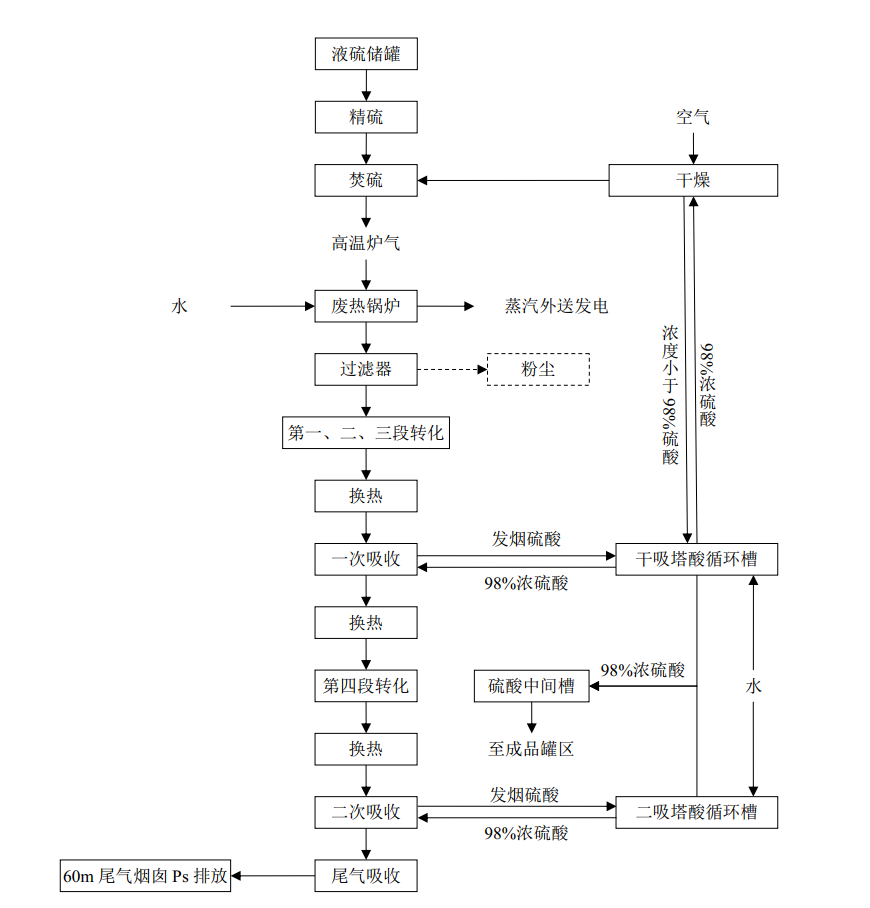 液硫储罐
精硫
空气
焚硫
干燥
高温炉气
水
废热锅炉
蒸汽外送发电
过滤器
粉尘
浓度小于 98%硫酸
98%浓硫酸
第一、二、三段转化
换热
一次吸收
发烟硫酸
98%浓硫酸
干吸塔酸循环槽
换热
第四段转化
硫酸中间槽
98%浓硫酸
水
换热
至成品罐区
二次吸收
发烟硫酸
98%浓硫酸
二吸塔酸循环槽
60m 尾气烟囱 Ps 排放
尾气吸收